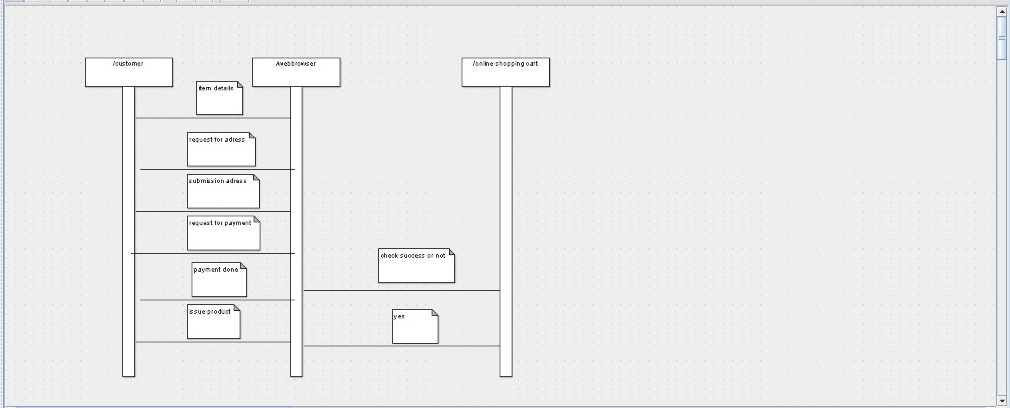 /customer
/webbrowser
/online shopping cart
item details
request for adress
submission adress
request for payment
check success or not
payment done
issue product
yes